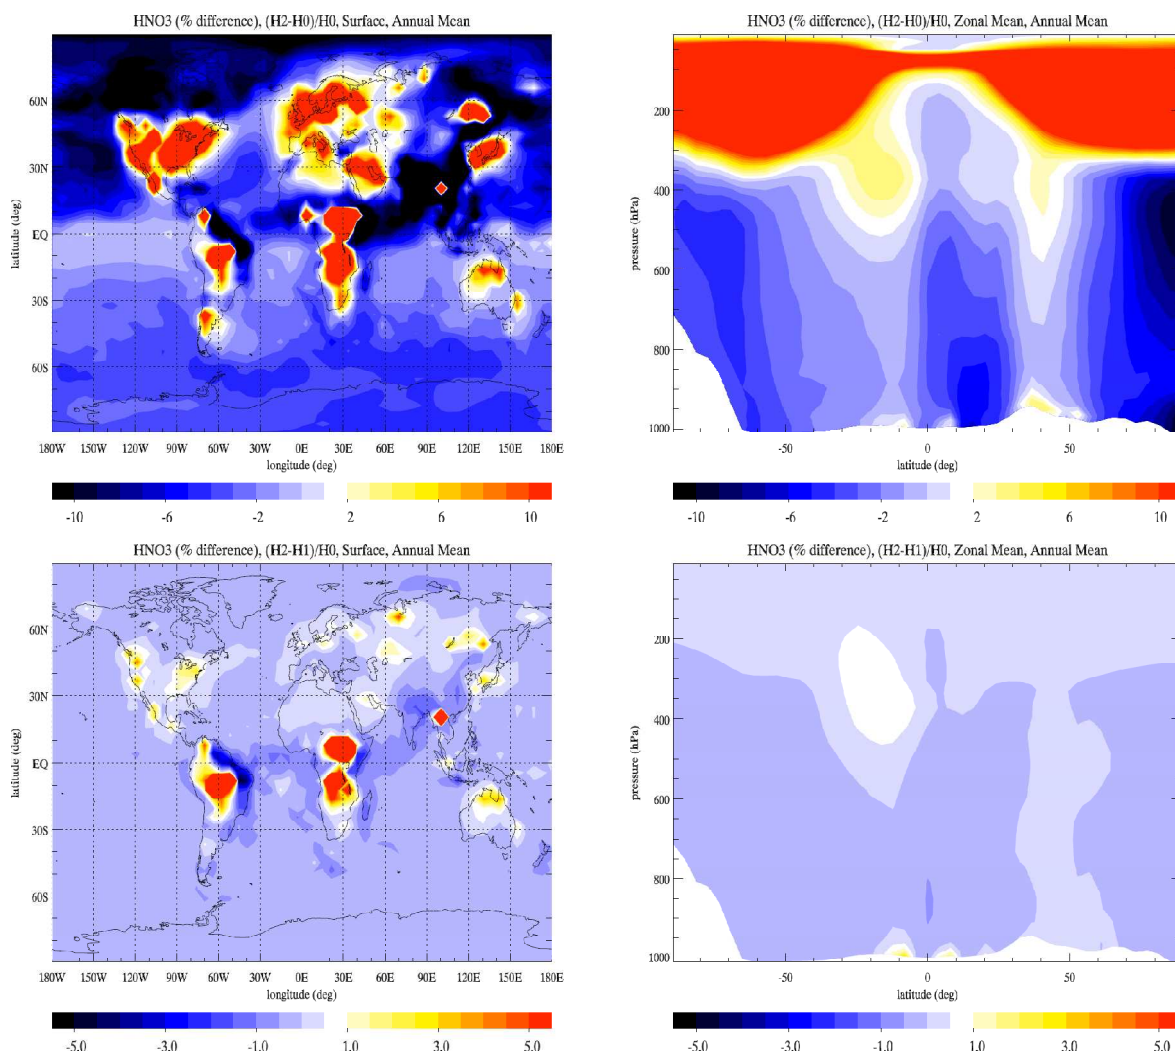 HNO3 (% difference), (H2-H0)/H0, Surface, Annual Mean
latitude (deg)
60N
30N
EQ
30S
60S
180W 150W 120W 90W 60W 30W 0E 30E 60E 90E 120E 150E 180E
longitude (deg)
-10 -6 -2 2 6 10
HNO3 (% difference), (H2-H0)/H0, Zonal Mean, Annual Mean
pressure (hPa)
200
400
600
800
1000
-50 0 50
latitude (deg)
-10 -6 -2 2 6 10
HNO3 (% difference), (H2-H1)/H0, Surface, Annual Mean
latitude (deg)
60N
30N
EQ
30S
60S
180W 150W 120W 90W 60W 30W 0E 30E 60E 90E 120E 150E 180E
longitude (deg)
-5.0 -3.0 -1.0 1.0 3.0 5.0
HNO3 (% difference), (H2-H1)/H0, Zonal Mean, Annual Mean
pressure (hPa)
200
400
600
800
1000
-50 0 50
latitude (deg)
-5.0 -3.0 -1.0 1.0 3.0 5.0